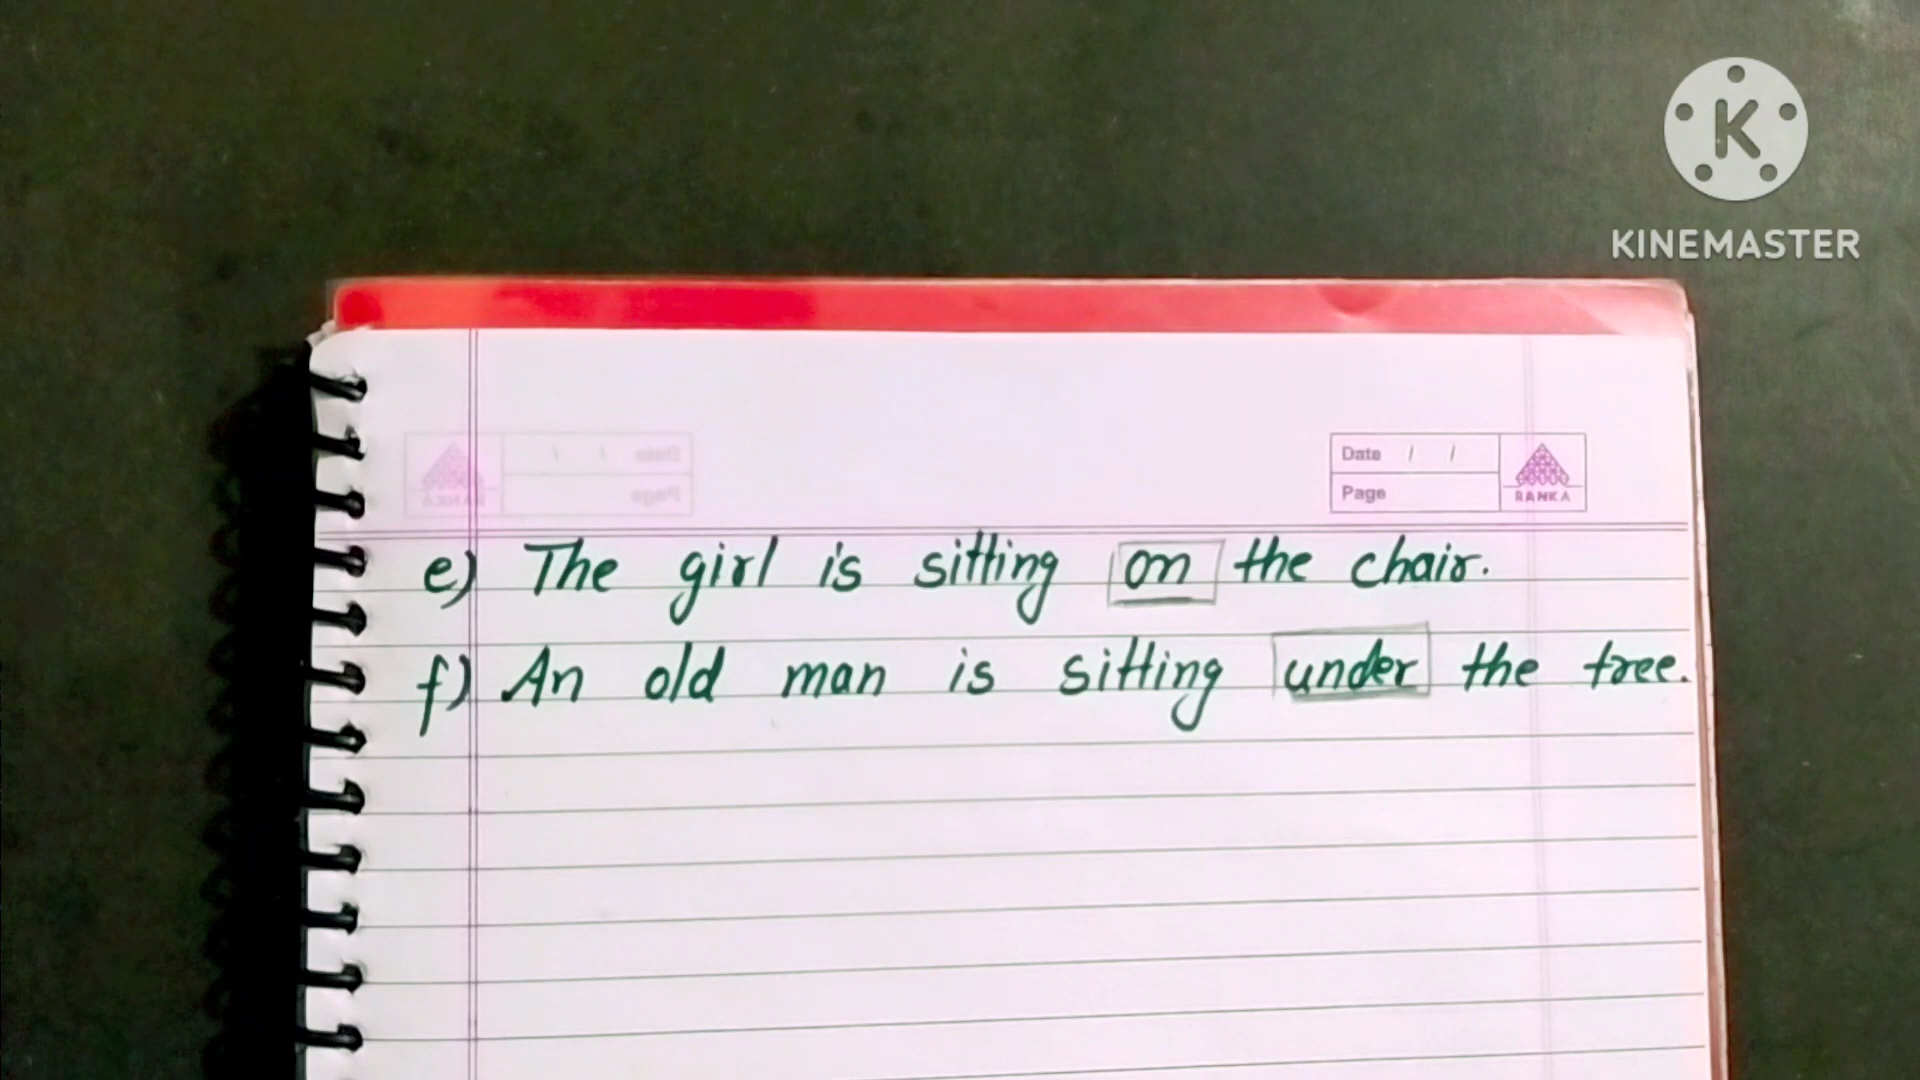 KINEMASTER
Date / /
Page
RANKA
e) The girl is sitting on the chair.
f) An old man is sitting under the tree.